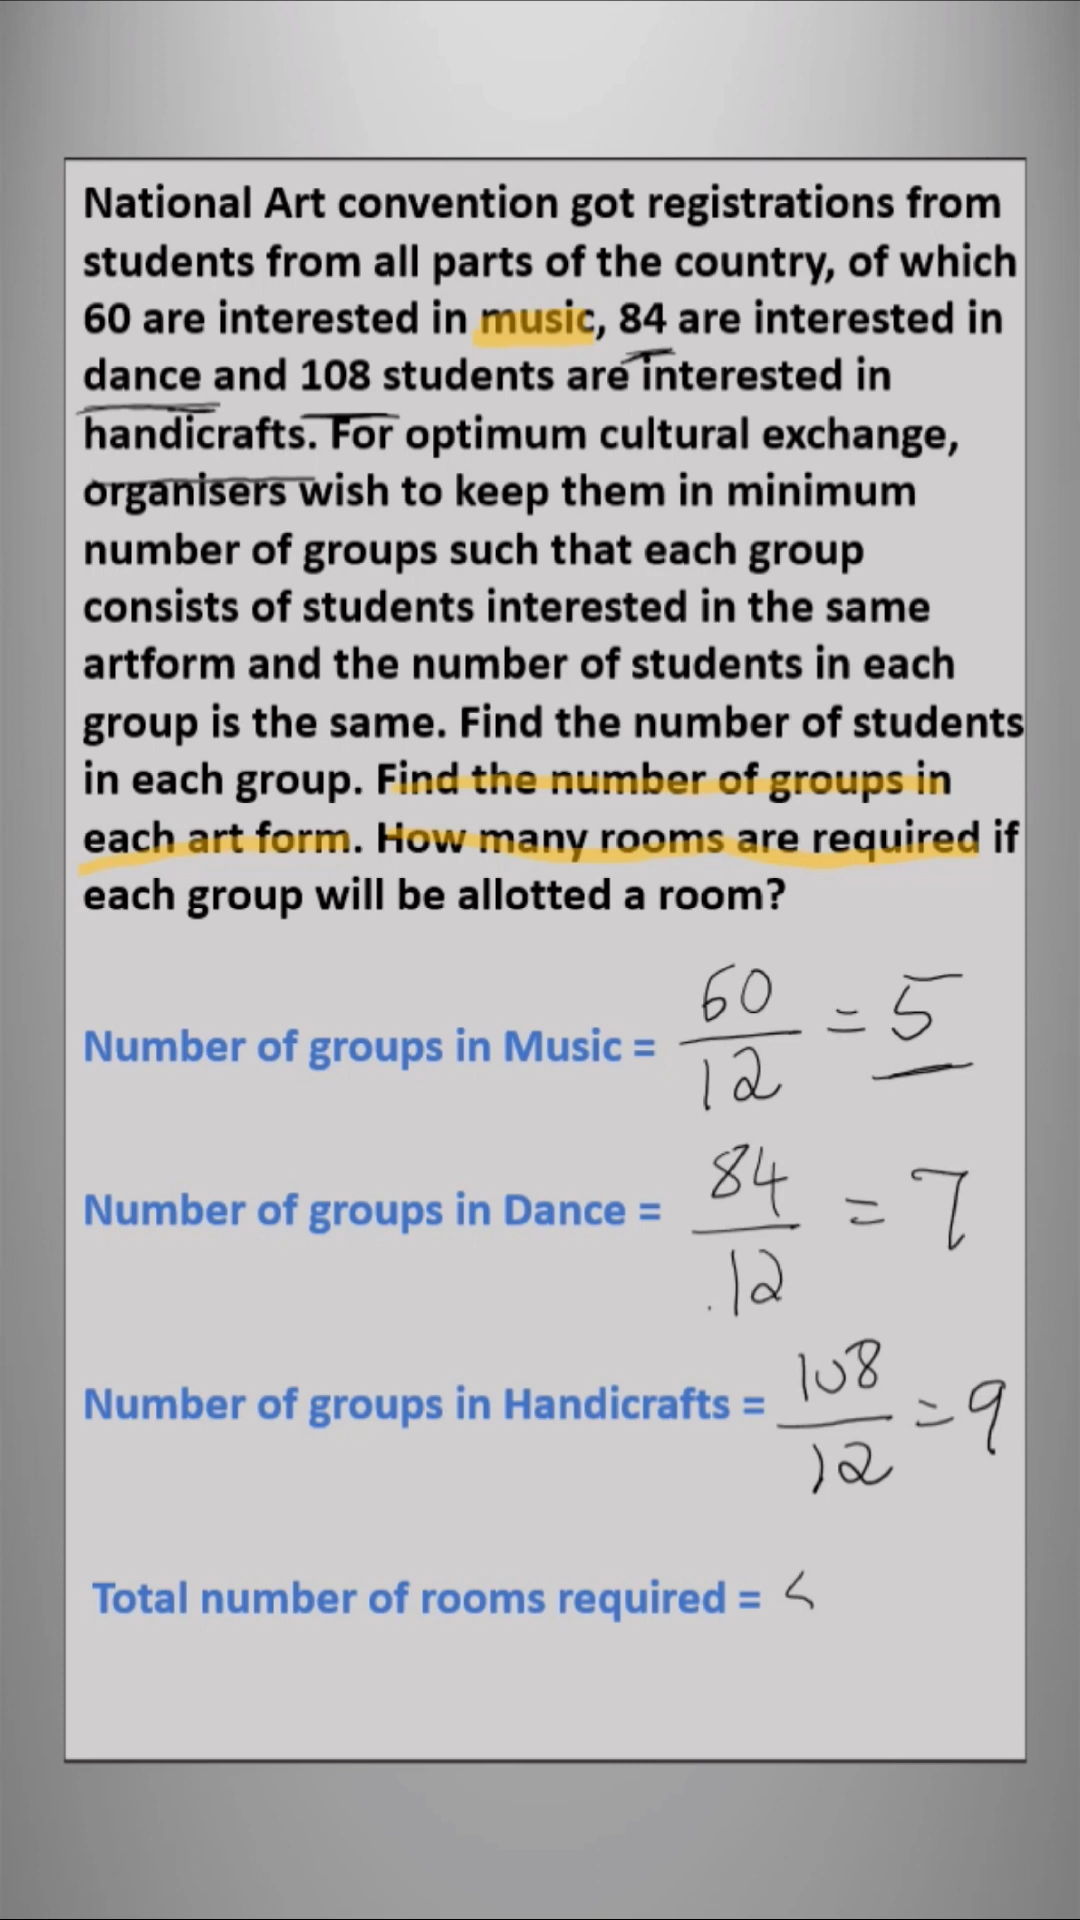 National Art convention got registrations from
students from all parts of the country, of which
60 are interested in music, 84 are interested in
dance and 108 students are interested in
handicrafts. For optimum cultural exchange,
organisers wish to keep them in minimum
number of groups such that each group
consists of students interested in the same
artform and the number of students in each
group is the same. Find the number of students
in each group. Find the number of groups in
each art form. How many rooms are required if
each group will be allotted a room?
Number of groups in Music = 60/12 = 5
Number of groups in Dance = 84/12 = 7
Number of groups in Handicrafts = 108/12 = 9
Total number of rooms required =